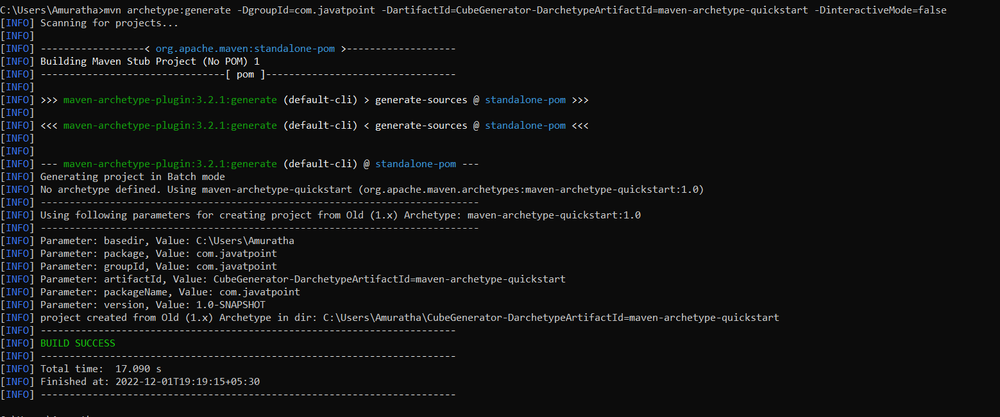 C:\Users\Amuratha>mvn archetype:generate -DgroupId=com.javatpoint -DartifactId=CubeGenerator-DarchetypeArtifactId=maven-archetype-quickstart -DinteractiveMode=false
[INFO] Scanning for projects...
[INFO]
[INFO] ------------------< org.apache.maven:standalone-pom >-------------------
[INFO] Building Maven Stub Project (No POM) 1
[INFO] --------------------------------[ pom ]---------------------------------
[INFO]
[INFO] >>> maven-archetype-plugin:3.2.1:generate (default-cli) > generate-sources @ standalone-pom >>>
[INFO]
[INFO] <<< maven-archetype-plugin:3.2.1:generate (default-cli) < generate-sources @ standalone-pom <<<
[INFO]
[INFO]
[INFO] --- maven-archetype-plugin:3.2.1:generate (default-cli) @ standalone-pom ---
[INFO] Generating project in Batch mode
[INFO] No archetype defined. Using maven-archetype-quickstart (org.apache.maven.archetypes:maven-archetype-quickstart:1.0)
[INFO] ----------------------------------------------------------------------------
[INFO] Using following parameters for creating project from Old (1.x) Archetype: maven-archetype-quickstart:1.0
[INFO] ----------------------------------------------------------------------------
[INFO] Parameter: basedir, Value: C:\Users\Amuratha
[INFO] Parameter: package, Value: com.javatpoint
[INFO] Parameter: groupId, Value: com.javatpoint
[INFO] Parameter: artifactId, Value: CubeGenerator-DarchetypeArtifactId=maven-archetype-quickstart
[INFO] Parameter: packageName, Value: com.javatpoint
[INFO] Parameter: version, Value: 1.0-SNAPSHOT
[INFO] project created from Old (1.x) Archetype in dir: C:\Users\Amuratha\CubeGenerator-DarchetypeArtifactId=maven-archetype-quickstart
[INFO] ------------------------------------------------------------------------
[INFO] BUILD SUCCESS
[INFO] ------------------------------------------------------------------------
[INFO] Total time:  17.090 s
[INFO] Finished at: 2022-12-01T19:19:15+05:30
[INFO] ------------------------------------------------------------------------